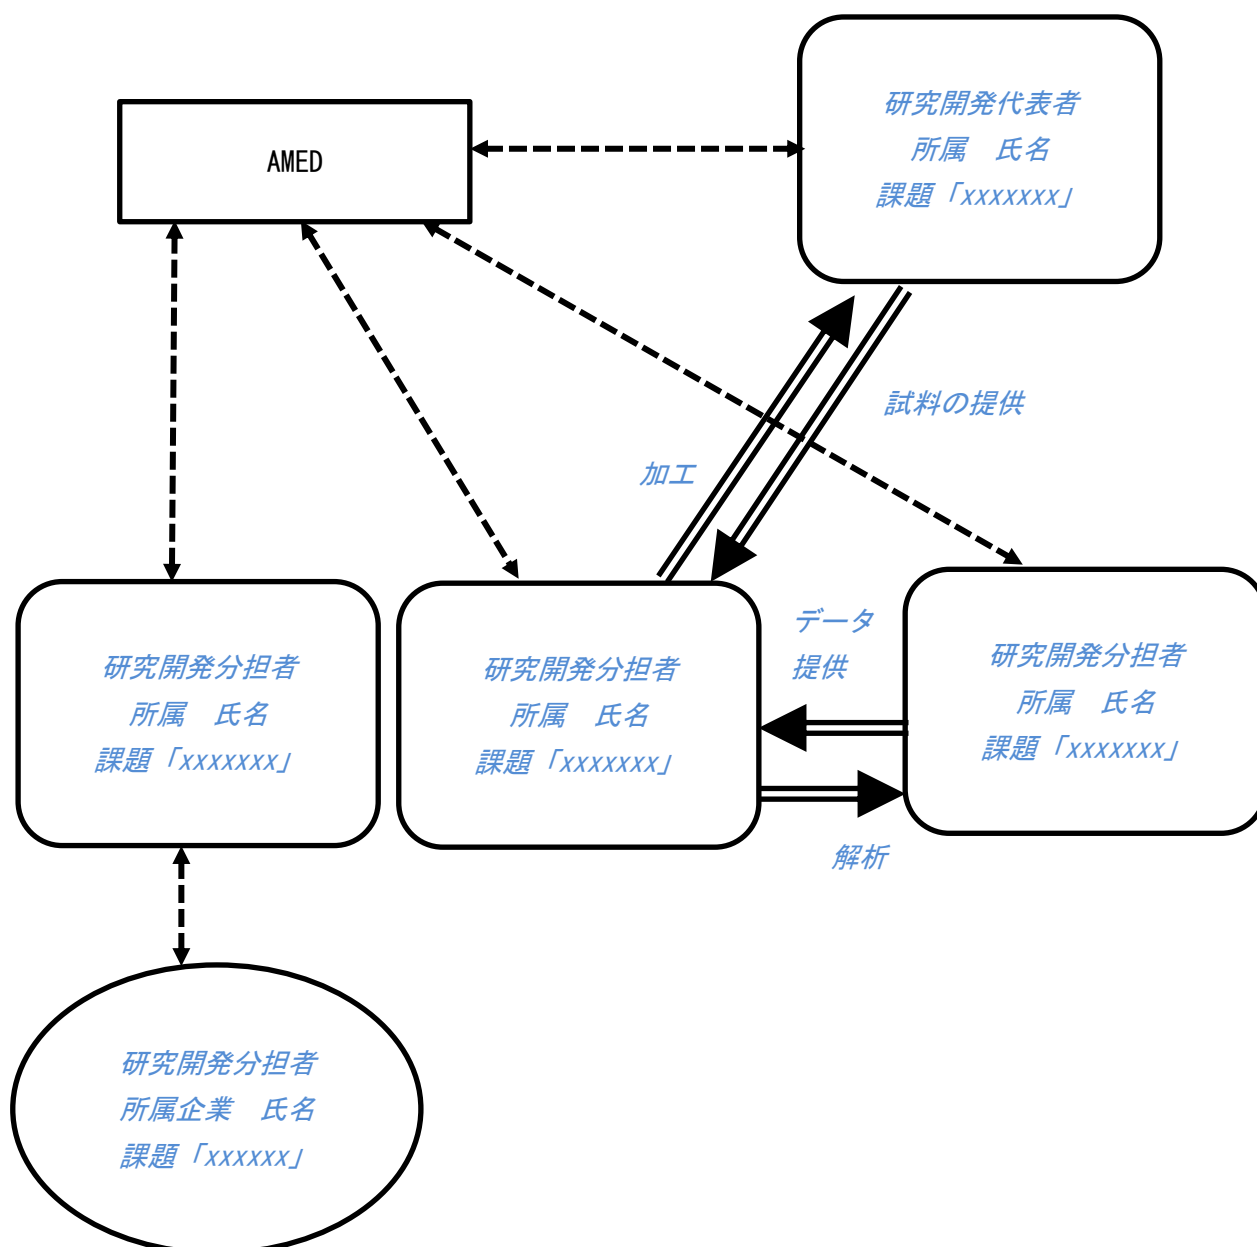 研究開発代表者
所属　氏名
課題「xxxxxxx」
AMED
試料の提供
加工
データ
提供
研究開発分担者
所属　氏名
課題「xxxxxxx」
研究開発分担者
所属　氏名
課題「xxxxxxx」
研究開発分担者
所属　氏名
課題「xxxxxxx」
解析
研究開発分担者
所属企業　氏名
課題「xxxxxx」